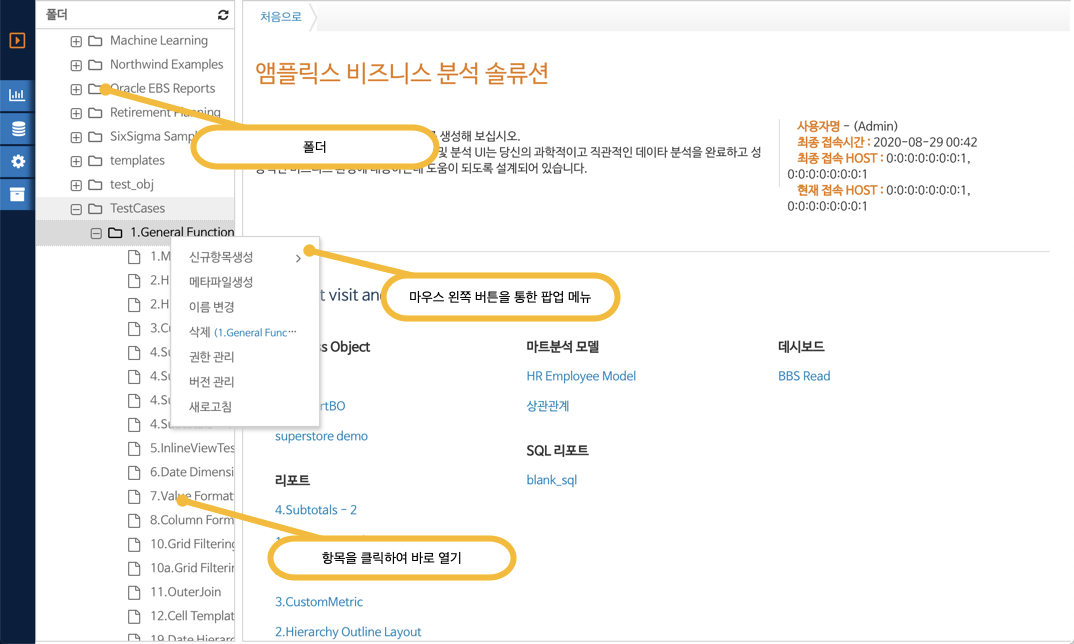 폴더
Machine Learning
Northwind Examples
Oracle EBS Reports
Retirement Planning
SixSigma Samp
templates
test_obj
TestCases
1.General Function
1.M
2.H
2.H
3.C
4.Su
4.Su
4.Su
4.Su
5.InlineViewTes
6.Date Dimensi
7.Value Format
8.Column Form
10.Grid Filtering
10a.Grid Filterin
11.OuterJoin
12.Cell Templat
19.Date Hierarc
신규항목생성
메타파일생성
이름 변경
삭제 (1.General Func…
권한 관리
버전 관리
새로고침
폴더
마우스 왼쪽 버튼을 통한 팝업 메뉴
항목을 클릭하여 바로 열기
처음으로
앰플릭스 비즈니스 분석 솔루션
생성해 보십시오.
및 분석 UI는 당신의 과학적이고 직관적인 데이타 분석을 완료하고 성
도움이 되도록 설계되어 있습니다.
사용자명 - (Admin)
최종 접속시간 : 2020-08-29 00:42
최종 접속 HOST : 0:0:0:0:0:0:1,
0:0:0:0:0:0:0:1
현재 접속 HOST : 0:0:0:0:0:0:1,
0:0:0:0:0:0:0:1
t visit and
s Object
rtBO
superstore demo
리포트
4.Subtotals - 2
3.CustomMetric
2.Hierarchy Outline Layout
마트분석 모델
HR Employee Model
상관관계
SQL 리포트
blank_sql
데시보드
BBS Read